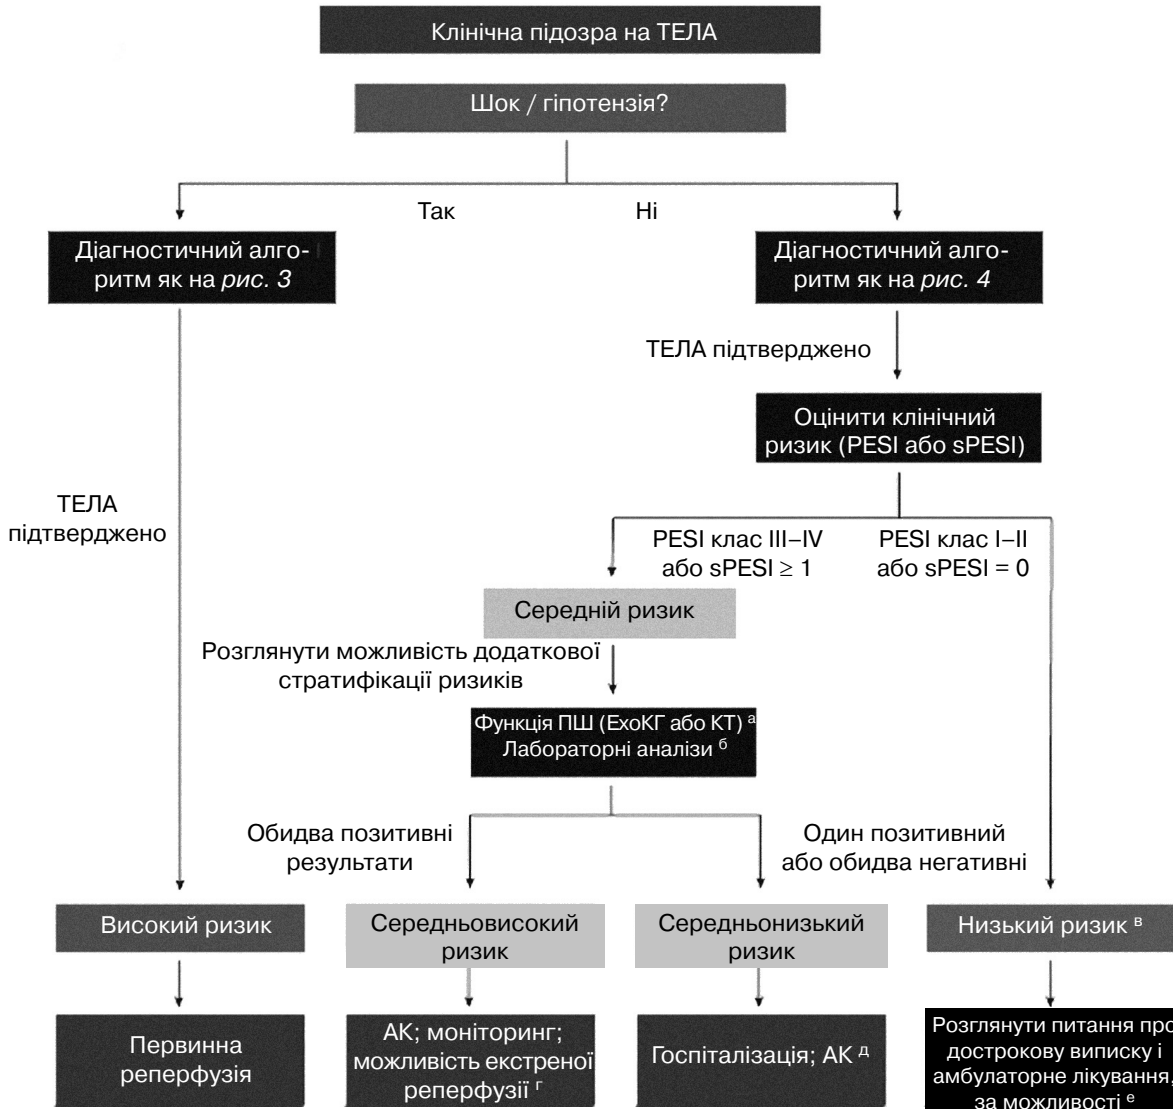 Клінічна підозра на ТЕЛА
Шок / гіпотензія?
Так
Ні
Діагностичний алго-
ритм як на рис. 3
Діагностичний алго-
ритм як на рис. 4
ТЕЛА підтверджено
Оцінити клінічний
ризик (PESI або sPESI)
ТЕЛА
підтверджено
PESI клас III–IV
або sPESI ≥ 1
PESI клас I–II
або sPESI = 0
Середній ризик
Розглянути можливість додаткової
стратифікації ризиків
Функція ПШ (ЕхоКГ або КТ) а
Лабораторні аналізи б
Обидва позитивні
результати
Один позитивний
або обидва негативні
Високий ризик
Середньовисокий
ризик
Середньонизький
ризик
Низький ризик в
Первинна
реперфузія
АК; моніторинг;
можливість екстреної
реперфузії г
Госпіталізація; АК д
Розглянути питання про
дострокову виписку і
амбулаторне лікування,
за можливості е